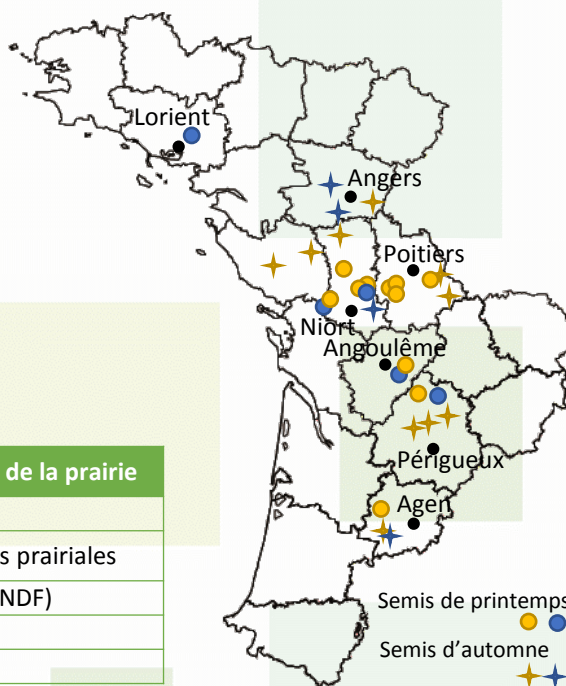 Lorient
Angers
Poitiers
Niort
Angoulême
Périgueux
Agen
de la prairie
s prairiales
NDF)
Semis de printemps
Semis d'automne